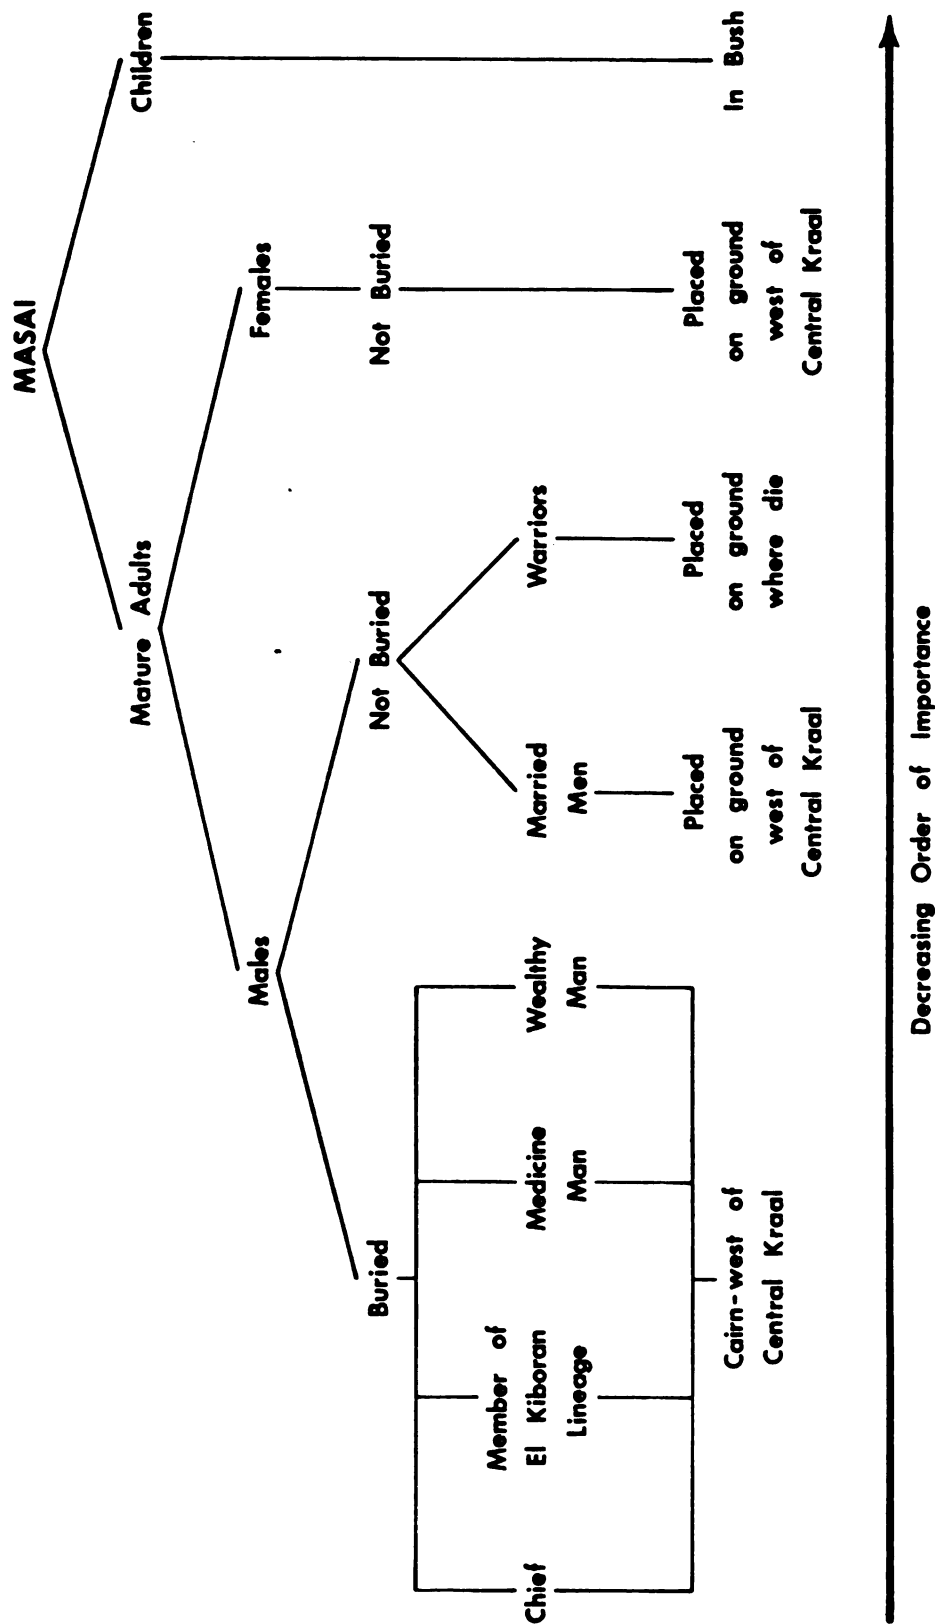 MASAI
Mature Adults
Children
Males
Females
Buried
Not Buried
Not Buried
Chief
Member of
El Kiboran
Lineage
Medicine
Man
Wealthy
Man
Married
Men
Warriors
Cairn-west of
Central Kraal
Placed
on ground
west of
Central Kraal
Placed
on ground
where die
Placed
on ground
west of
Central Kraal
In Bush
Decreasing Order of Importance